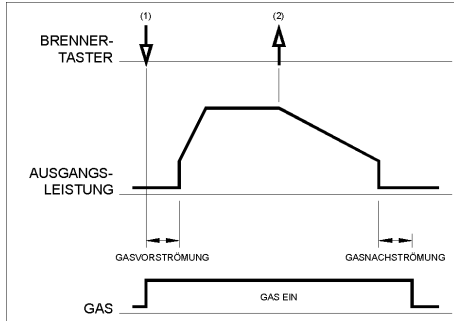 (1) (2)
BRENNER-
TASTER
AUSGANGS-
LEISTUNG
GASVORSTRÖMUNG GASNACHSTRÖMUNG
GAS EIN
GAS